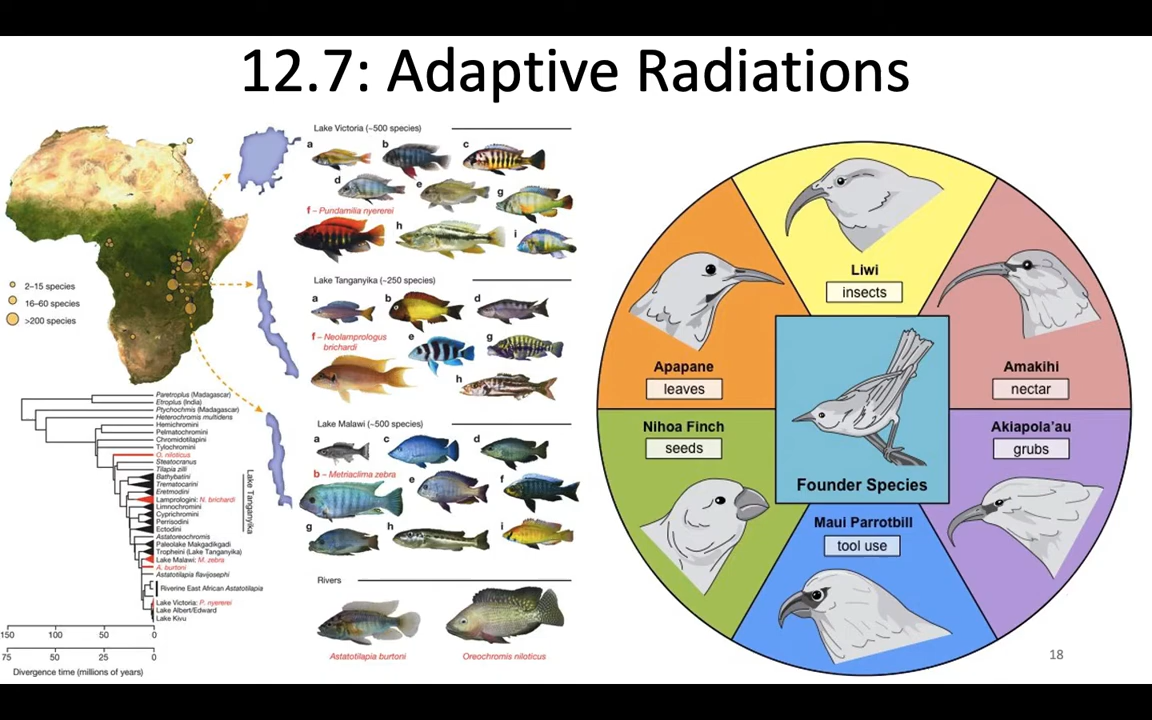 12.7: Adaptive Radiations
2–15 species
16–60 species
>200 species
Lake Victoria (~500 species)
a
b
c
d
e
g
f – Pundamilia nyererei
h
i
Lake Tanganyika (~250 species)
a
b
d
f – Neolamprologus
brichardi
e
g
h
Lake Malawi (~500 species)
a
c
d
b – Metriaclima zebra
e
f
g
h
i
Rivers
Astatotilapia burtoni
Oreochromis niloticus
Paretroplus (Madagascar)
Etroplus (India)
Ptychochmis (Madagascar)
Heterochromis multidens
Hemichromini
Pelmatochromini
Chromidotilapini
Tylochromini
O. niloticus
Steatocranus
Tilapia zilli
Bathybatini
Trematocarini
Eretmodini
Lamprologini: N. brichardi
Limnochromini
Cyprichromini
Perrisodini
Ectodini
Astatoreochromis
Paleolake Makgadikgadi
Tropheini (Lake Tanganyika)
Lake Malawi: M. zebra
A. burtoni
Astatotilapia flavijosephi
Riverine East African Astatotilapia
Lake Victoria: P. nyererei
Lake Albert/Edward
Lake Kivu
Lake Tanganyika
150 100 50 0
75 50 25 0
Divergence time (millions of years)
Liwi
insects
Apapane
leaves
Amakihi
nectar
Nihoa Finch
seeds
Akiapola'au
grubs
Founder Species
Maui Parrotbill
tool use
18